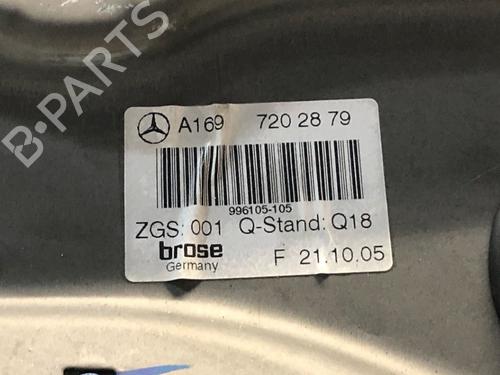 B-PARTS
A169 720 28 79
996105-105
ZGS: 001 Q-Stand: Q18
brose
Germany
F 21.10.05